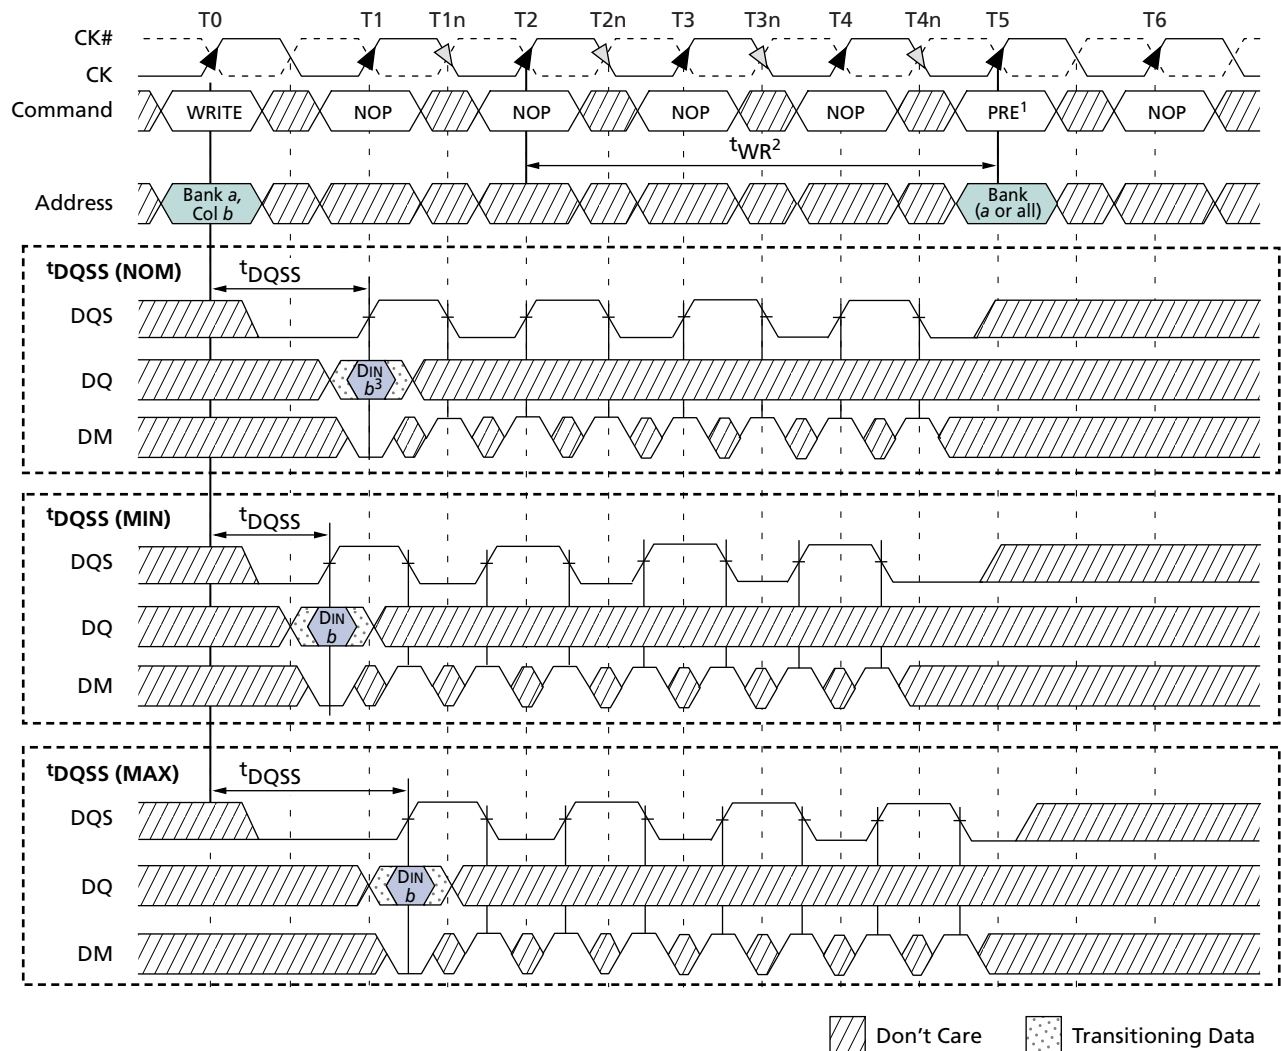 T0 T1 T1n T2 T2n T3 T3n T4 T4n T5 T6
CK#
CK
Command WRITE NOP NOP NOP NOP PRE¹ NOP
tWR²
Address Bank a, Col b Bank (a or all)
tDQSS (NOM) tDQSS
DQS
DQ DIN b³
DM
tDQSS (MIN) tDQSS
DQS
DQ DIN b
DM
tDQSS (MAX) tDQSS
DQS
DQ DIN b
DM
Don't Care Transitioning Data